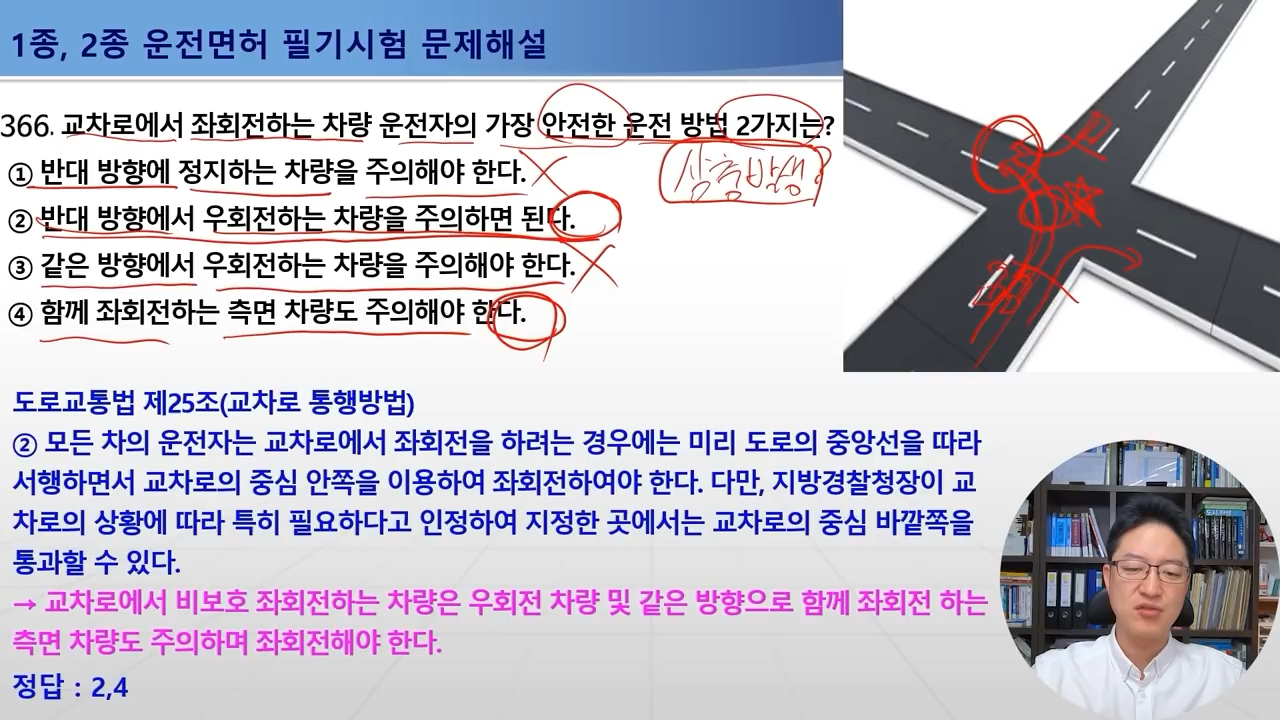 1종, 2종 운전면허 필기시험 문제해설
366. 교차로에서 좌회전하는 차량 운전자의 가장 안전한 운전 방법 2가지는?
① 반대 방향에 정지하는 차량을 주의해야 한다.
② 반대 방향에서 우회전하는 차량을 주의하면 된다.
③ 같은 방향에서 우회전하는 차량을 주의해야 한다.
④ 함께 좌회전하는 측면 차량도 주의해야 한다.
상충발생
도로교통법 제25조(교차로 통행방법)
② 모든 차의 운전자는 교차로에서 좌회전을 하려는 경우에는 미리 도로의 중앙선을 따라
서행하면서 교차로의 중심 안쪽을 이용하여 좌회전하여야 한다. 다만, 지방경찰청장이 교
차로의 상황에 따라 특히 필요하다고 인정하여 지정한 곳에서는 교차로의 중심 바깥쪽을
통과할 수 있다.
→ 교차로에서 비보호 좌회전하는 차량은 우회전 차량 및 같은 방향으로 함께 좌회전 하는
측면 차량도 주의하며 좌회전해야 한다.
정답 : 2,4